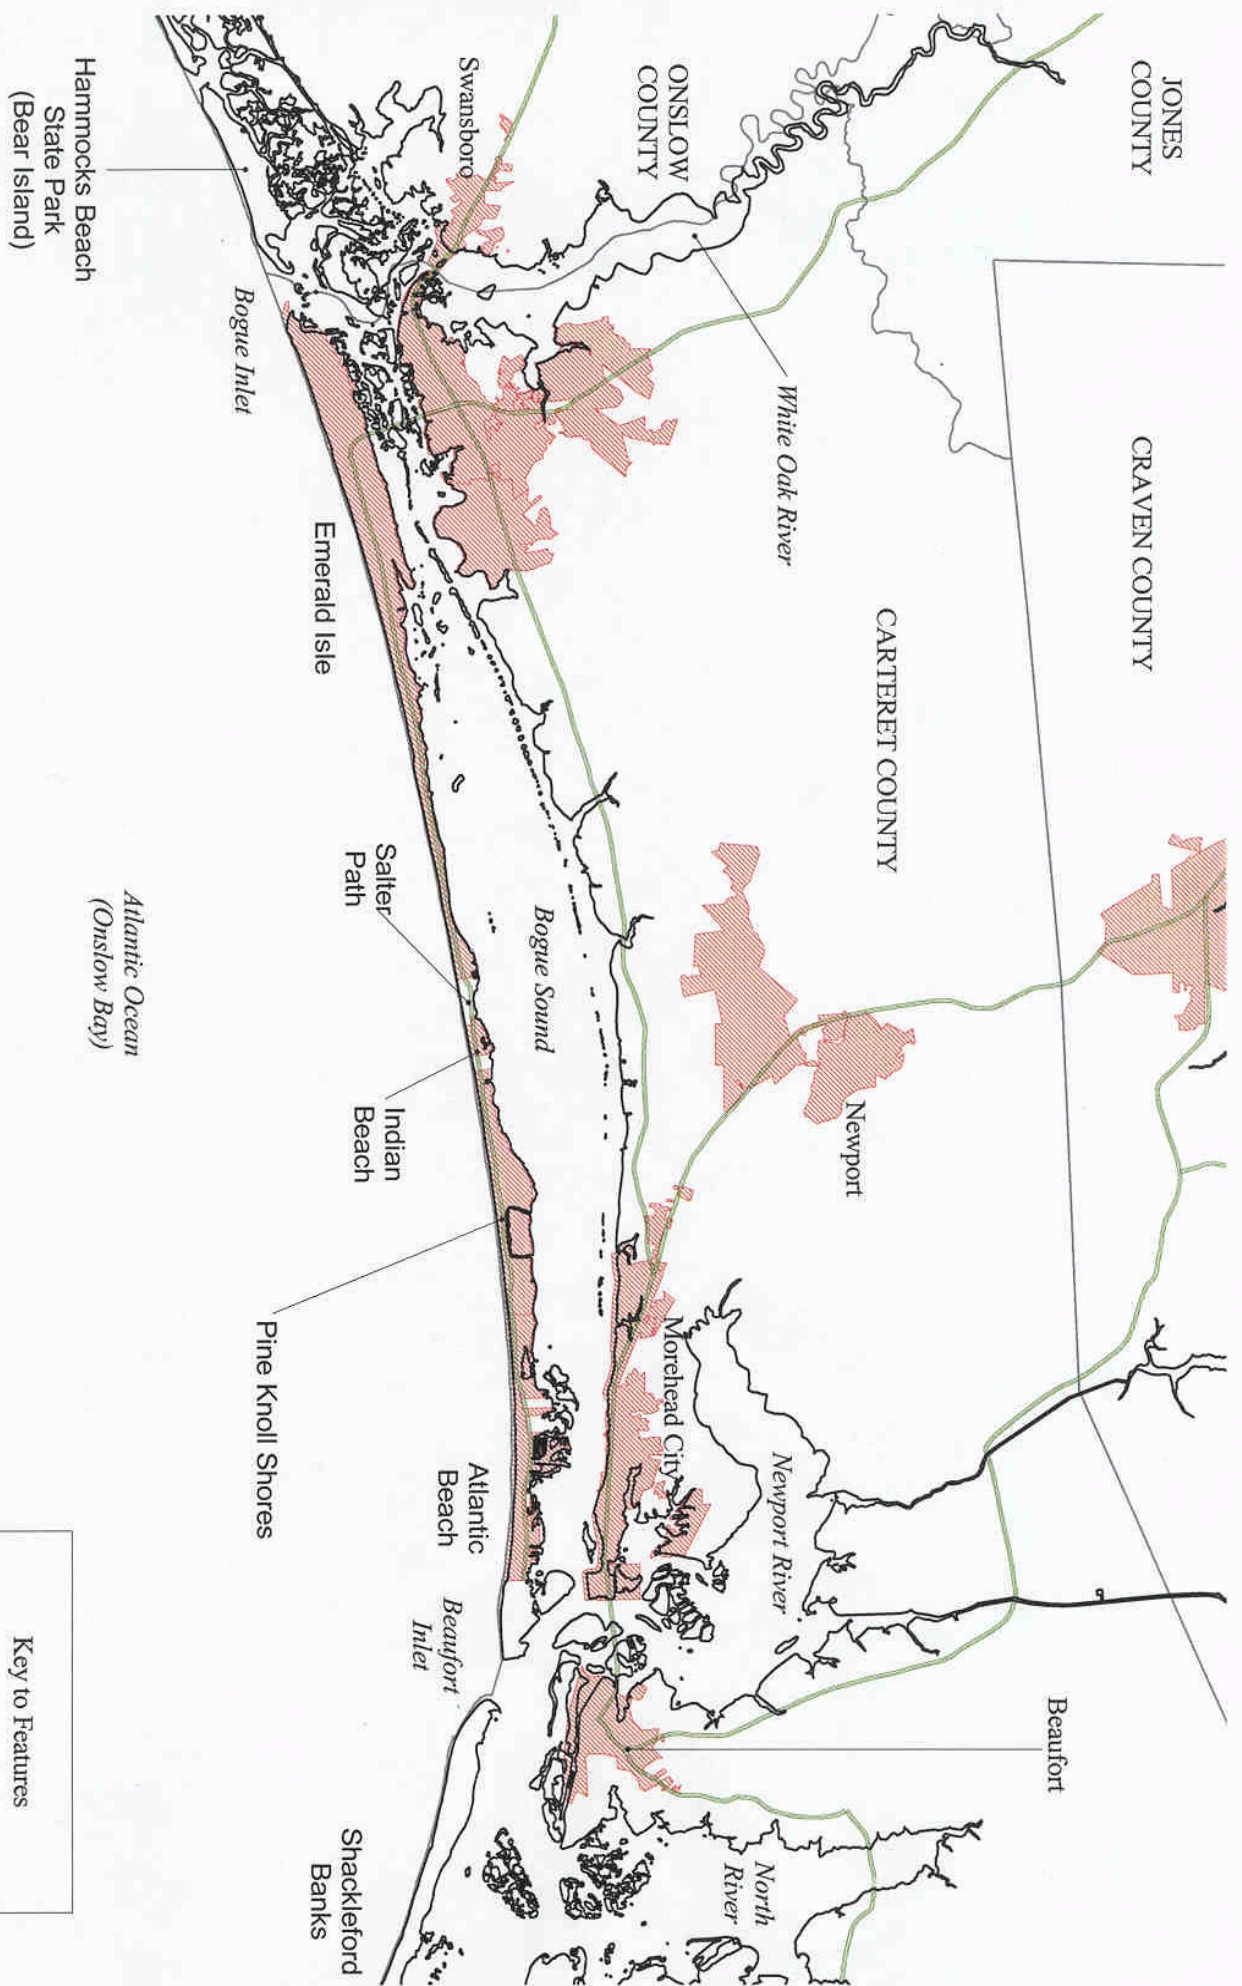 JONES
COUNTY
CRAVEN COUNTY
ONSLOW
COUNTY
CARTERET COUNTY
White Oak River
Swansboro
Newport
Beaufort
Newport River
Morehead City
North
River
Bogue Sound
Hammocks Beach
State Park
(Bear Island)
Bogue Inlet
Emerald Isle
Salter
Path
Indian
Beach
Pine Knoll Shores
Atlantic
Beach
Beaufort
Inlet
Shackleford
Banks
Atlantic Ocean
(Onslow Bay)
Key to Features